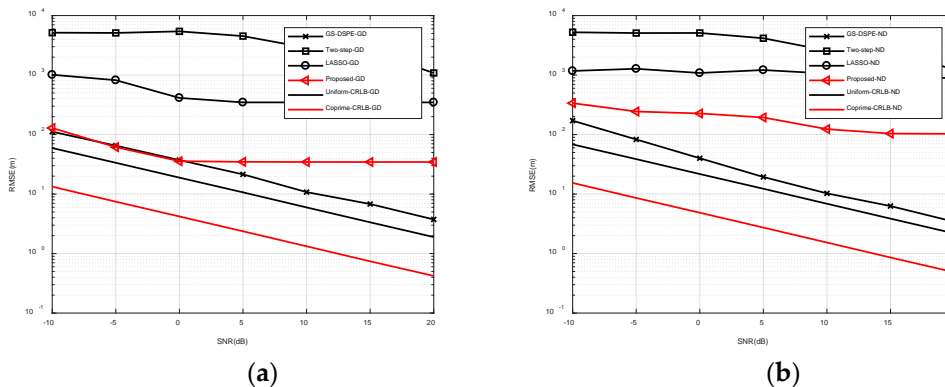 10^4
10^3
10^2
10^1
10^0
10^-1
RMSE(m)
-10 -5 0 5 10 15 20
SNR(dB)
GS-DSPE-GD
Two-step-GD
LASSO-GD
Proposed-GD
Uniform-CRLB-GD
Coprime-CRLB-GD
(a)
10^4
10^3
10^2
10^1
10^0
10^-1
RMSE(m)
-10 -5 0 5 10 15
SNR(dB)
GS-DSPE-ND
Two-step-ND
LASSO-ND
Proposed-ND
Uniform-CRLB-ND
Coprime-CRLB-ND
(b)